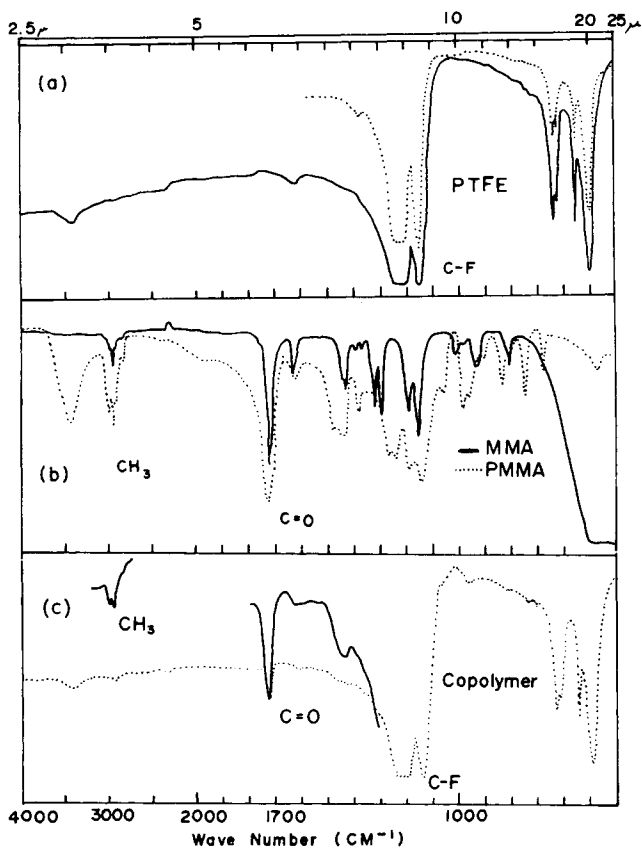 2.5μ 5 10 20 25 μ
(a)
PTFE
C-F
(b)
MMA
PMMA
CH₃
C=O
(c)
CH₃
C=O
Copolymer
C-F
4000 3000 2000 1700 1000
Wave Number (CM⁻¹)